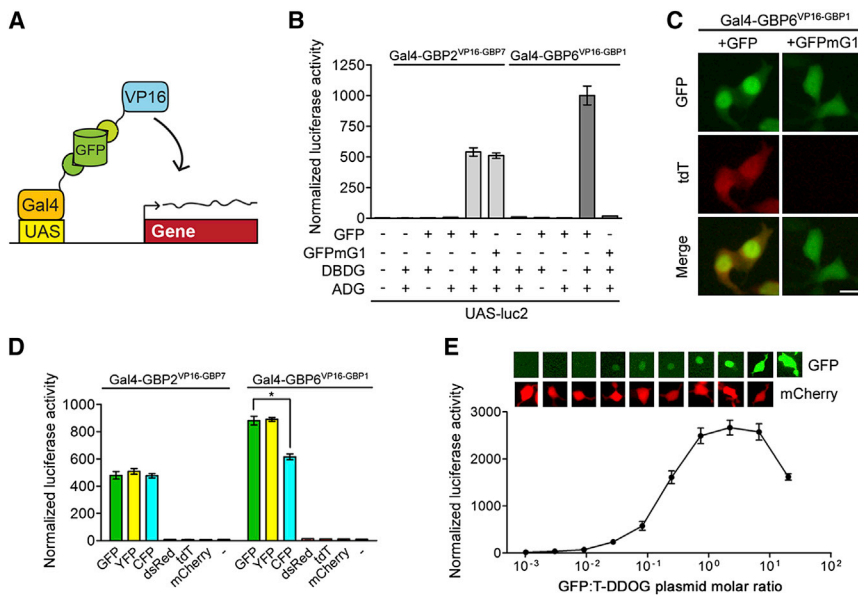 A
VP16
GFP
Gal4
UAS
Gene
B
Gal4-GBP2VP16-GBP7 Gal4-GBP6VP16-GBP1
Normalized luciferase activity
1250
1000
750
500
250
0
GFP - - + + + - - + + + -
GFPmG1 - - - - - + - - - - +
DBDG - + + - + + + + - + +
ADG - + - + + + + - + + +
UAS-luc2
C
Gal4-GBP6VP16-GBP1
+GFP +GFPmG1
GFP
tdT
Merge
D
Gal4-GBP2VP16-GBP7 Gal4-GBP6VP16-GBP1
Normalized luciferase activity
1000
800
600
400
200
0
*
GFP YFP CFP dsRed tdT mCherry - GFP YFP CFP dsRed tdT mCherry -
E
GFP
mCherry
Normalized luciferase activity
3000
2000
1000
0
10-3 10-2 10-1 100 101 102
GFP:T-DDOG plasmid molar ratio